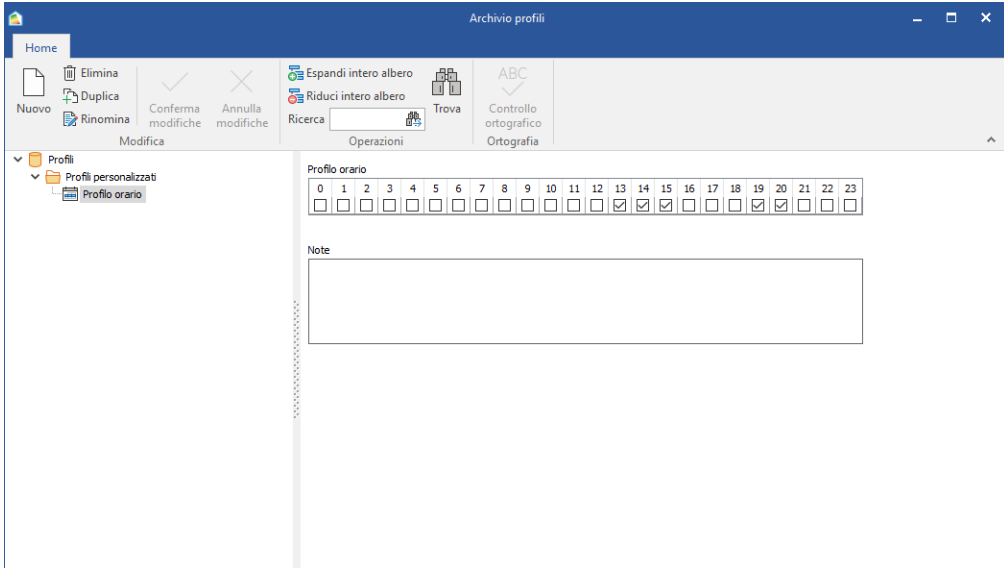 Archivio profili
Home
Nuovo
Elimina
Duplica
Rinomina
Conferma modifiche
Annulla modifiche
Modifica
Espandi intero albero
Riduci intero albero
Ricerca
Trova
Operazioni
ABC
Controllo ortografico
Ortografia
Profili
Profili personalizzati
Profilo orario
Profilo orario
0 1 2 3 4 5 6 7 8 9 10 11 12 13 14 15 16 17 18 19 20 21 22 23
Note